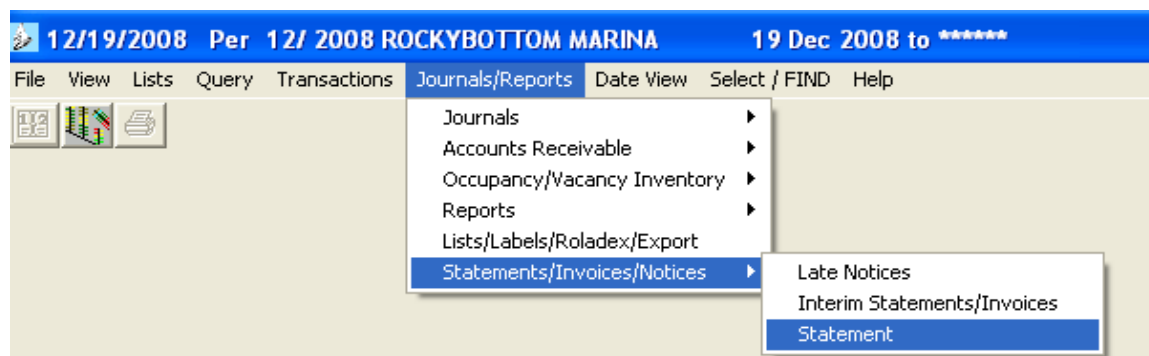 12/19/2008 Per 12/ 2008 ROCKYBOTTOM MARINA 19 Dec 2008 to ******
File View Lists Query Transactions Journals/Reports Date View Select / FIND Help
Journals
Accounts Receivable
Occupancy/Vacancy Inventory
Reports
Lists/Labels/Roladex/Export
Statements/Invoices/Notices
Late Notices
Interim Statements/Invoices
Statement